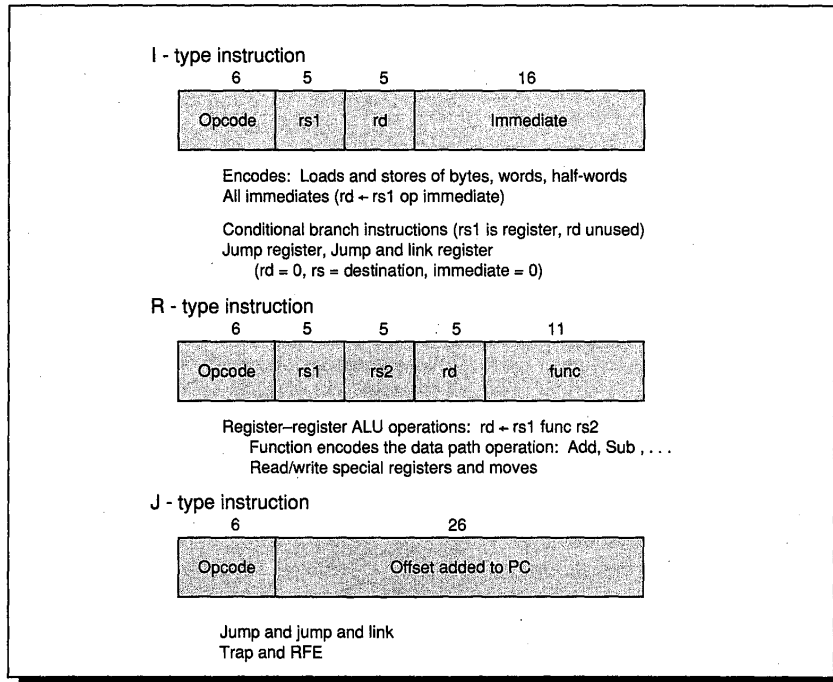 I - type instruction
6 5 5 16
Opcode rs1 rd Immediate
Encodes: Loads and stores of bytes, words, half-words
All immediates (rd ← rs1 op immediate)
Conditional branch instructions (rs1 is register, rd unused)
Jump register, Jump and link register
(rd = 0, rs = destination, immediate = 0)
R - type instruction
6 5 5 5 11
Opcode rs1 rs2 rd func
Register–register ALU operations: rd ← rs1 func rs2
Function encodes the data path operation: Add, Sub , . . .
Read/write special registers and moves
J - type instruction
6 26
Opcode Offset added to PC
Jump and jump and link
Trap and RFE